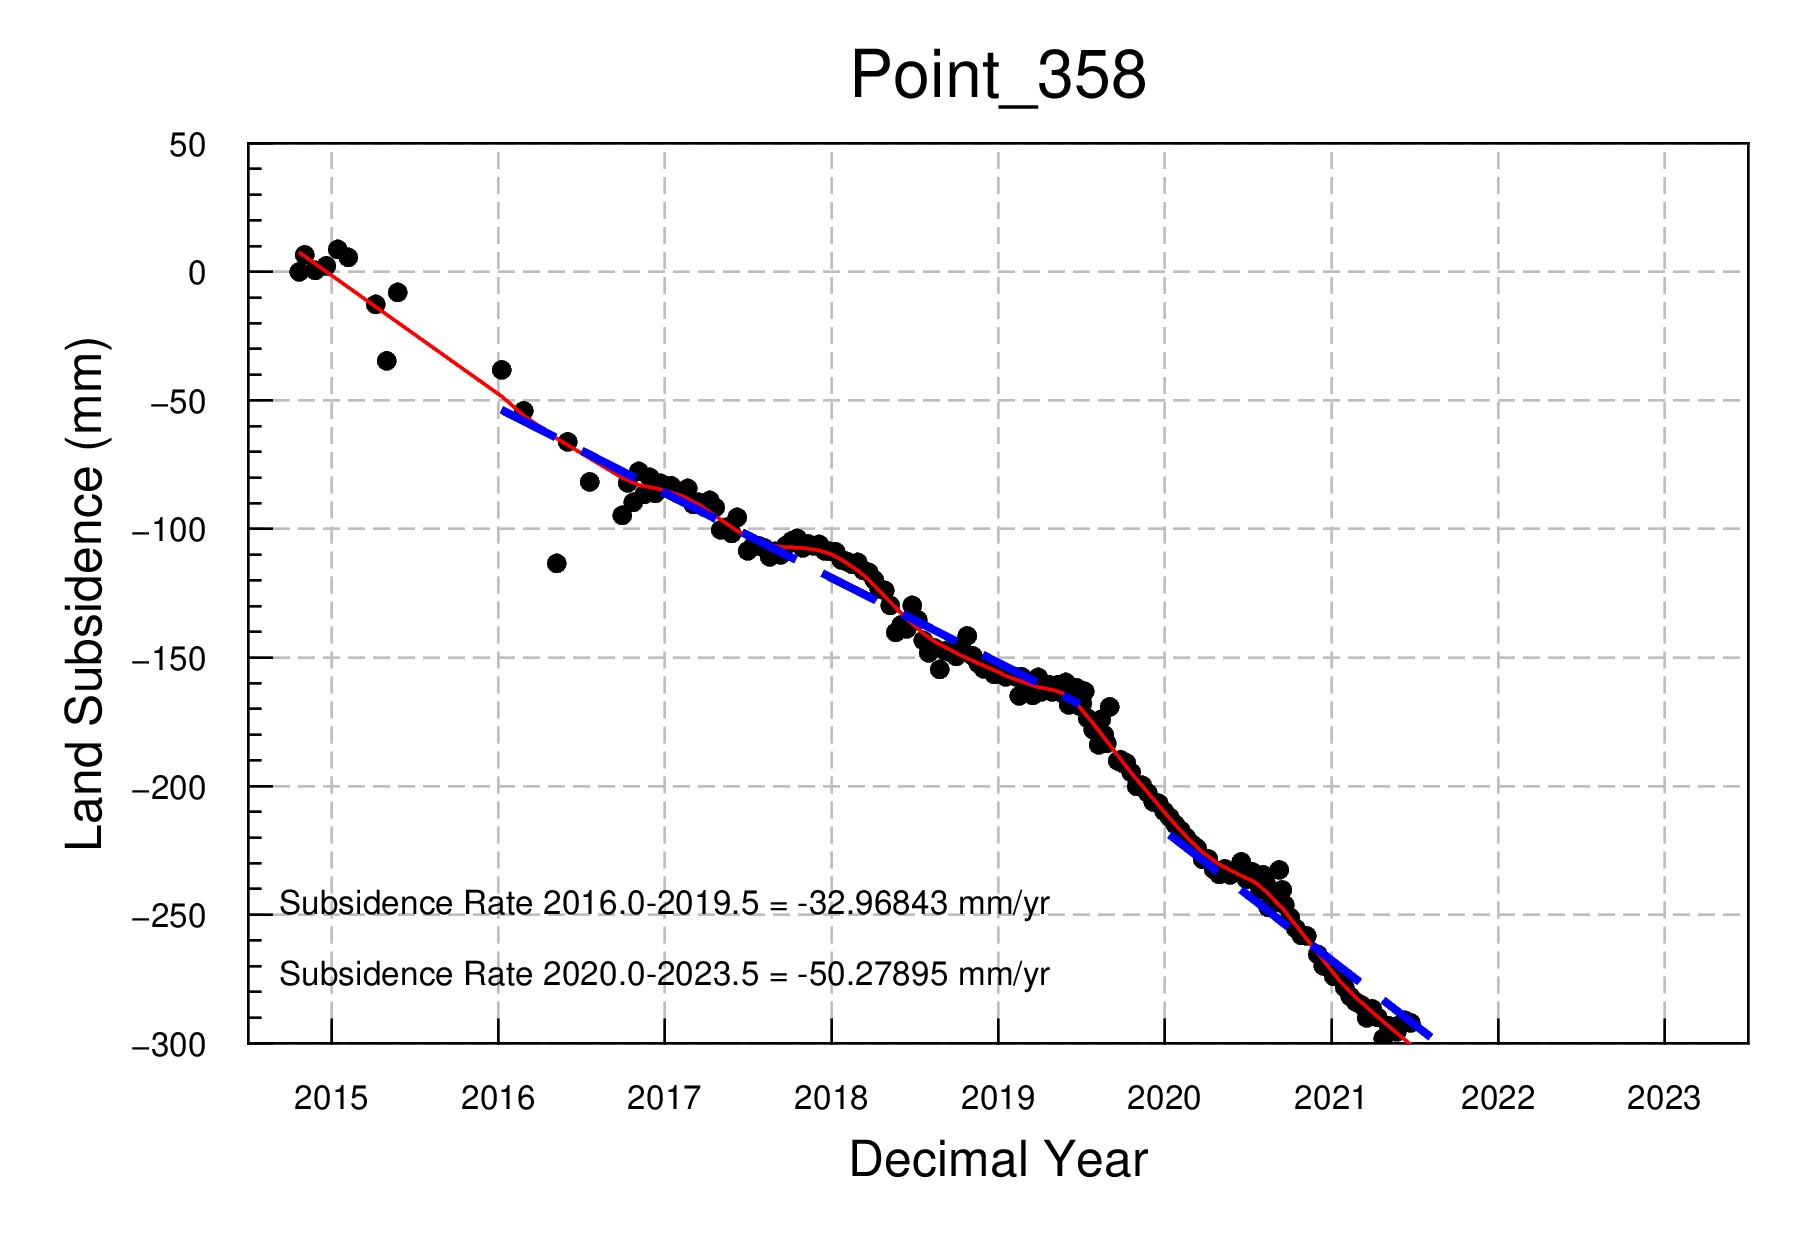 Point_358
50
0
−50
−100
−150
−200
−250
−300
Land Subsidence (mm)
Subsidence Rate 2016.0-2019.5 = -32.96843 mm/yr
Subsidence Rate 2020.0-2023.5 = -50.27895 mm/yr
2015 2016 2017 2018 2019 2020 2021 2022 2023
Decimal Year